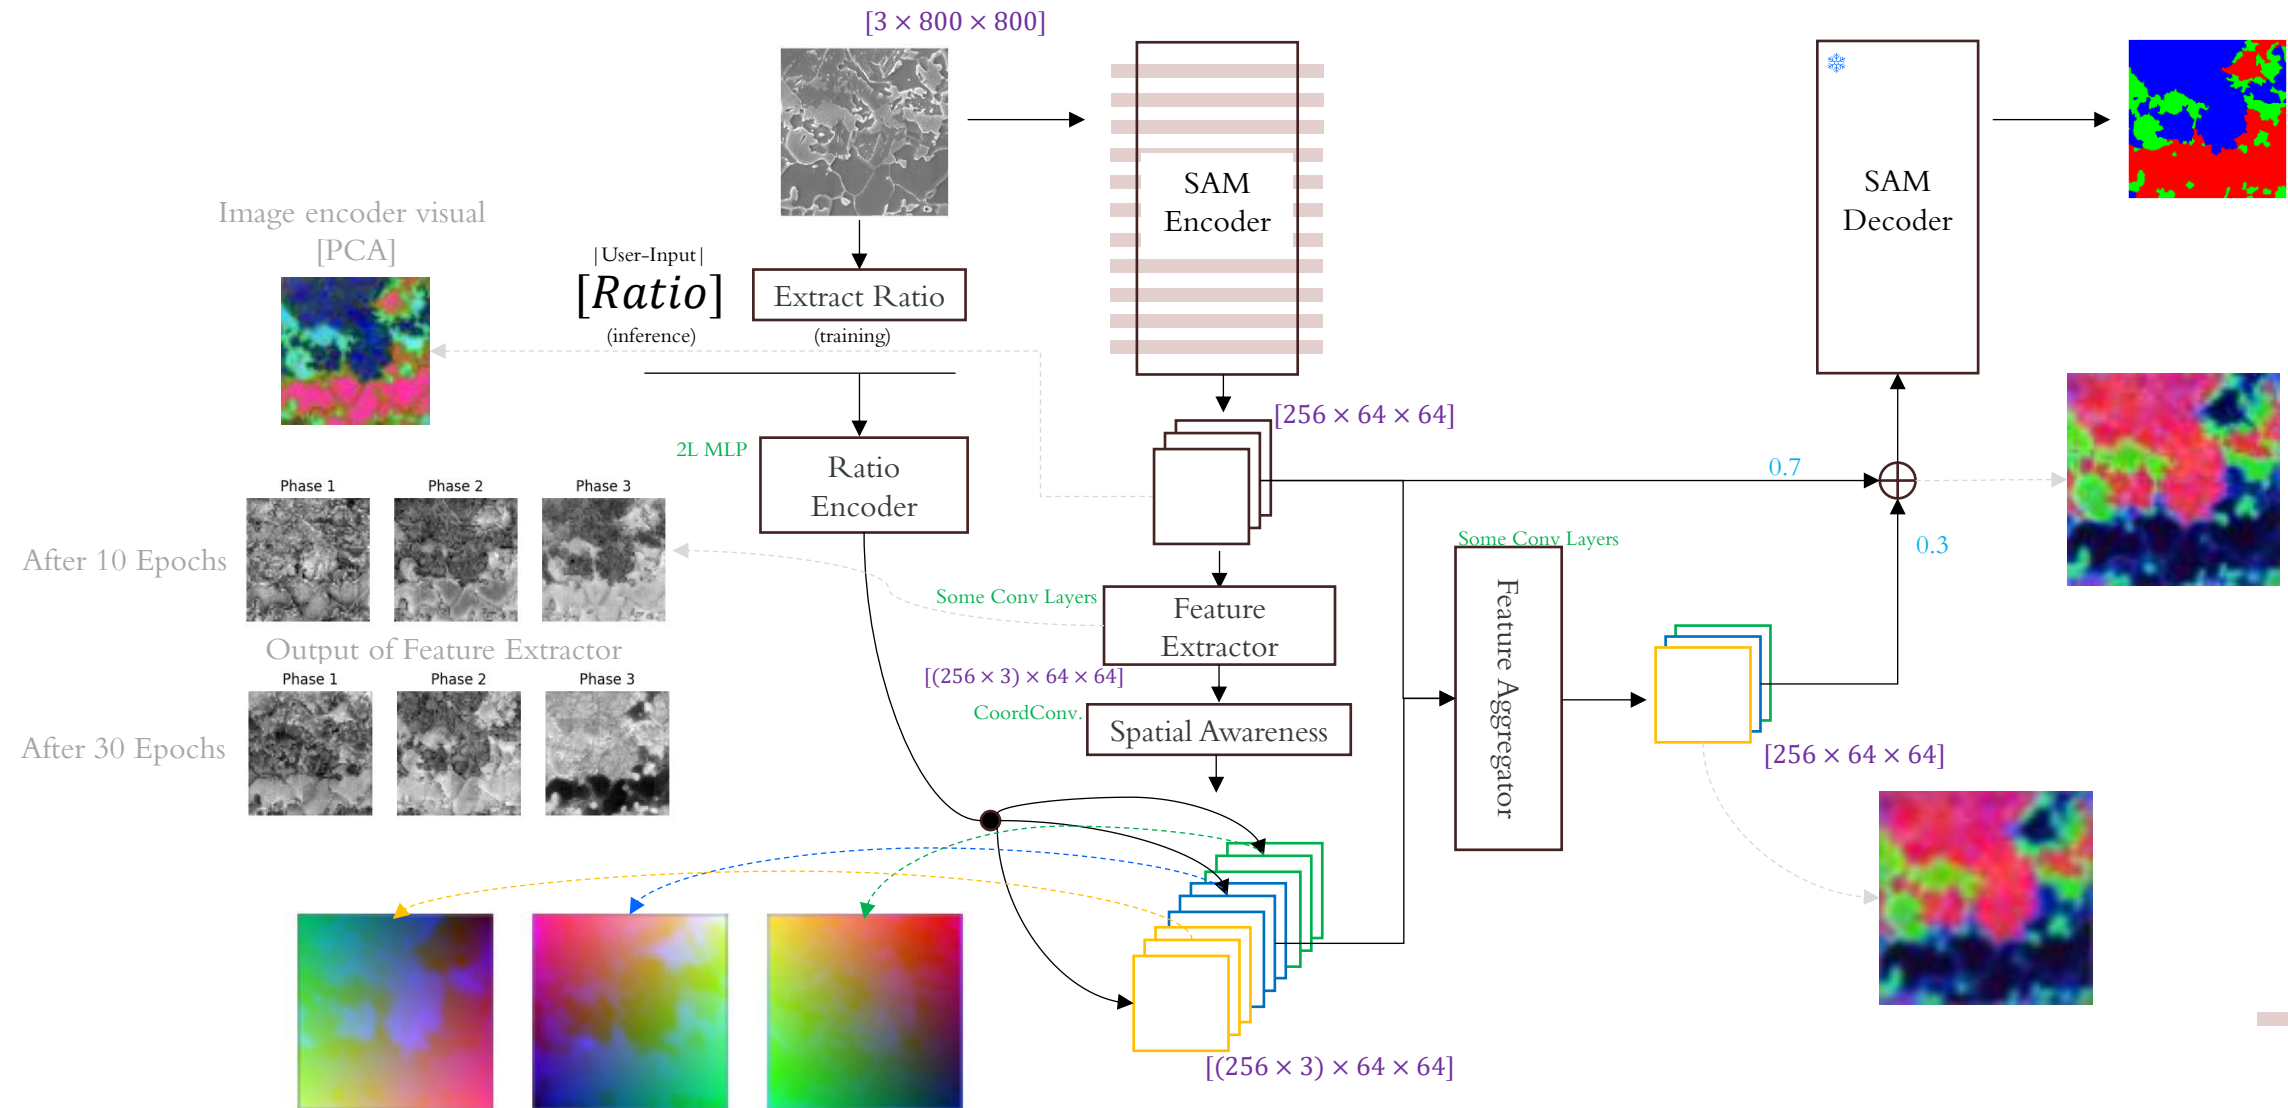 [3 × 800 × 800]
SAM
Encoder
SAM
Decoder
Image encoder visual
[PCA]
|User-Input|
[Ratio]
(inference)
Extract Ratio
(training)
[256 × 64 × 64]
2L MLP
Ratio
Encoder
0.7
0.3
Phase 1
Phase 2
Phase 3
After 10 Epochs
Some Conv Layers
Feature
Extractor
Some Conv Layers
Feature Aggregator
Output of Feature Extractor
[(256 × 3) × 64 × 64]
Phase 1
Phase 2
Phase 3
After 30 Epochs
CoordConv.
Spatial Awareness
[256 × 64 × 64]
[(256 × 3) × 64 × 64]